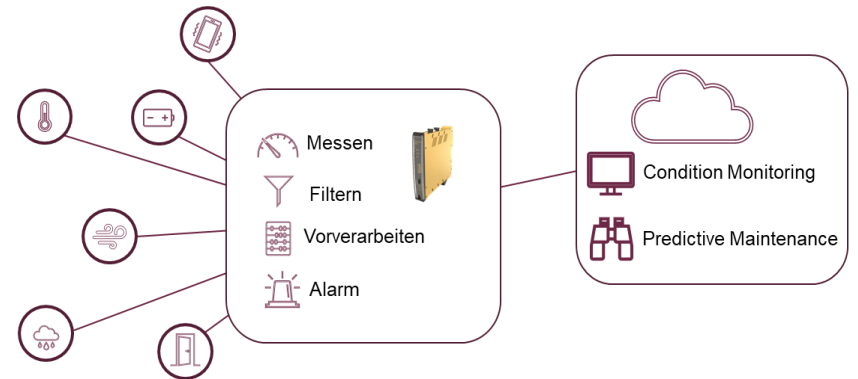 Messen
Filtern
Vorverarbeiten
Alarm
Condition Monitoring
Predictive Maintenance